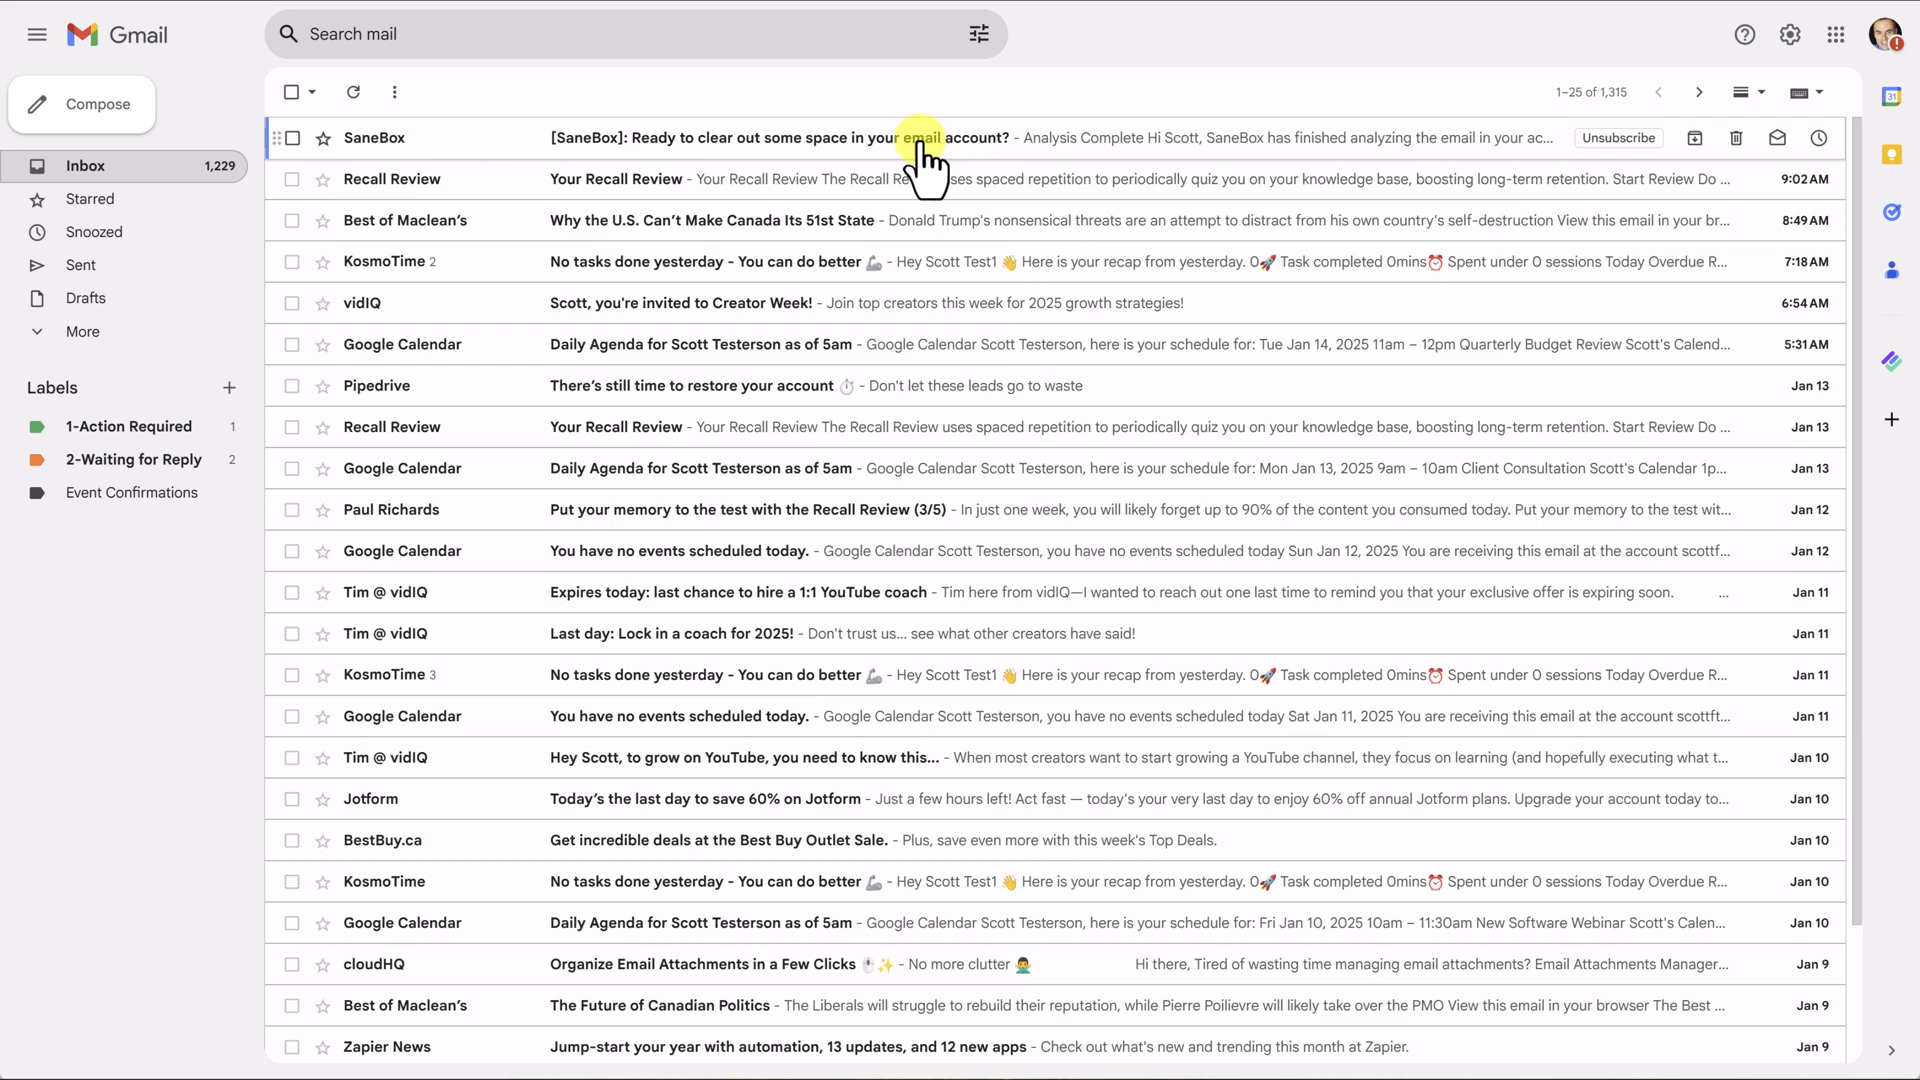 Gmail
Search mail
Compose
1–25 of 1,315
Inbox 1,229
Starred
Snoozed
Sent
Drafts
More
Labels
1-Action Required 1
2-Waiting for Reply 2
Event Confirmations
SaneBox [SaneBox]: Ready to clear out some space in your email account? - Analysis Complete Hi Scott, SaneBox has finished analyzing the email in your ac... Unsubscribe
Recall Review Your Recall Review - Your Recall Review The Recall Re uses spaced repetition to periodically quiz you on your knowledge base, boosting long-term retention. Start Review Do ... 9:02 AM
Best of Maclean's Why the U.S. Can't Make Canada Its 51st State - Donald Trump's nonsensical threats are an attempt to distract from his own country's self-destruction View this email in your br... 8:49 AM
KosmoTime 2 No tasks done yesterday - You can do better 🦾 - Hey Scott Test1 👋 Here is your recap from yesterday. 0🚀 Task completed 0mins⏰ Spent under 0 sessions Today Overdue R... 7:18 AM
vidIQ Scott, you're invited to Creator Week! - Join top creators this week for 2025 growth strategies! 6:54 AM
Google Calendar Daily Agenda for Scott Testerson as of 5am - Google Calendar Scott Testerson, here is your schedule for: Tue Jan 14, 2025 11am – 12pm Quarterly Budget Review Scott's Calend... 5:31 AM
Pipedrive There's still time to restore your account ⏱️ - Don't let these leads go to waste Jan 13
Recall Review Your Recall Review - Your Recall Review The Recall Review uses spaced repetition to periodically quiz you on your knowledge base, boosting long-term retention. Start Review Do ... Jan 13
Google Calendar Daily Agenda for Scott Testerson as of 5am - Google Calendar Scott Testerson, here is your schedule for: Mon Jan 13, 2025 9am – 10am Client Consultation Scott's Calendar 1p... Jan 13
Paul Richards Put your memory to the test with the Recall Review (3/5) - In just one week, you will likely forget up to 90% of the content you consumed today. Put your memory to the test wit... Jan 12
Google Calendar You have no events scheduled today. - Google Calendar Scott Testerson, you have no events scheduled today Sun Jan 12, 2025 You are receiving this email at the account scottf... Jan 12
Tim @ vidIQ Expires today: last chance to hire a 1:1 YouTube coach - Tim here from vidIQ—I wanted to reach out one last time to remind you that your exclusive offer is expiring soon. ... Jan 11
Tim @ vidIQ Last day: Lock in a coach for 2025! - Don't trust us... see what other creators have said! Jan 11
KosmoTime 3 No tasks done yesterday - You can do better 🦾 - Hey Scott Test1 👋 Here is your recap from yesterday. 0🚀 Task completed 0mins⏰ Spent under 0 sessions Today Overdue R... Jan 11
Google Calendar You have no events scheduled today. - Google Calendar Scott Testerson, you have no events scheduled today Sat Jan 11, 2025 You are receiving this email at the account scottft... Jan 11
Tim @ vidIQ Hey Scott, to grow on YouTube, you need to know this... - When most creators want to start growing a YouTube channel, they focus on learning (and hopefully executing what t... Jan 10
Jotform Today's the last day to save 60% on Jotform - Just a few hours left! Act fast — today's your very last day to enjoy 60% off annual Jotform plans. Upgrade your account today to... Jan 10
BestBuy.ca Get incredible deals at the Best Buy Outlet Sale. - Plus, save even more with this week's Top Deals. Jan 10
KosmoTime No tasks done yesterday - You can do better 🦾 - Hey Scott Test1 👋 Here is your recap from yesterday. 0🚀 Task completed 0mins⏰ Spent under 0 sessions Today Overdue R... Jan 10
Google Calendar Daily Agenda for Scott Testerson as of 5am - Google Calendar Scott Testerson, here is your schedule for: Fri Jan 10, 2025 10am – 11:30am New Software Webinar Scott's Calen... Jan 10
cloudHQ Organize Email Attachments in a Few Clicks 🖱️✨ - No more clutter 🙅‍♂️ Hi there, Tired of wasting time managing email attachments? Email Attachments Manager... Jan 9
Best of Maclean's The Future of Canadian Politics - The Liberals will struggle to rebuild their reputation, while Pierre Poilievre will likely take over the PMO View this email in your browser The Best ... Jan 9
Zapier News Jump-start your year with automation, 13 updates, and 12 new apps - Check out what's new and trending this month at Zapier. Jan 9
31